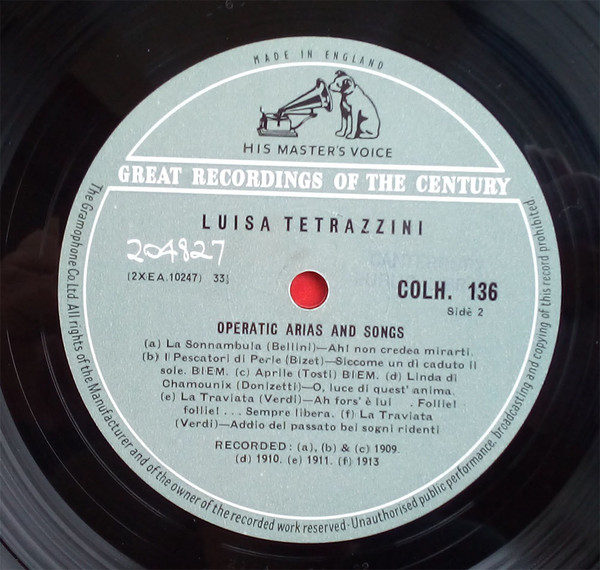 MADE IN ENGLAND
HIS MASTER'S VOICE
GREAT RECORDINGS OF THE CENTURY
LUISA TETRAZZINI
204827
(2XEA.10247) 33⅓
COLH. 136
Side 2
OPERATIC ARIAS AND SONGS
(a) La Sonnambula (Bellini)—Ah! non credea mirarti.
(b) Il Pescatori di Perle (Bizet)—Siccome un di caduto il
sole. BIEM. (c) Aprile (Tosti) BIEM. (d) Linda di
Chamounix (Donizetti)—O, luce di quest' anima.
(e) La Traviata (Verdi)—Ah fors' è lui . Follie!
follie! . . . Sempre libera. (f) La Traviata
(Verdi)—Addio del passato bei sogni ridenti
RECORDED: (a), (b) & (c) 1909.
(d) 1910. (e) 1911. (f) 1913
The Gramophone Co. Ltd. All rights of the Manufacturer and of the owner of the recorded work reserved · Unauthorised public performance, broadcasting and copying of this record prohibited